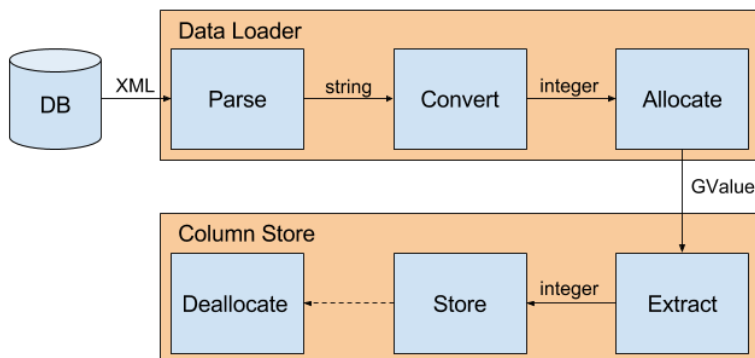 Data Loader
DB
XML
Parse
string
Convert
integer
Allocate
GValue
Column Store
Deallocate
Store
integer
Extract